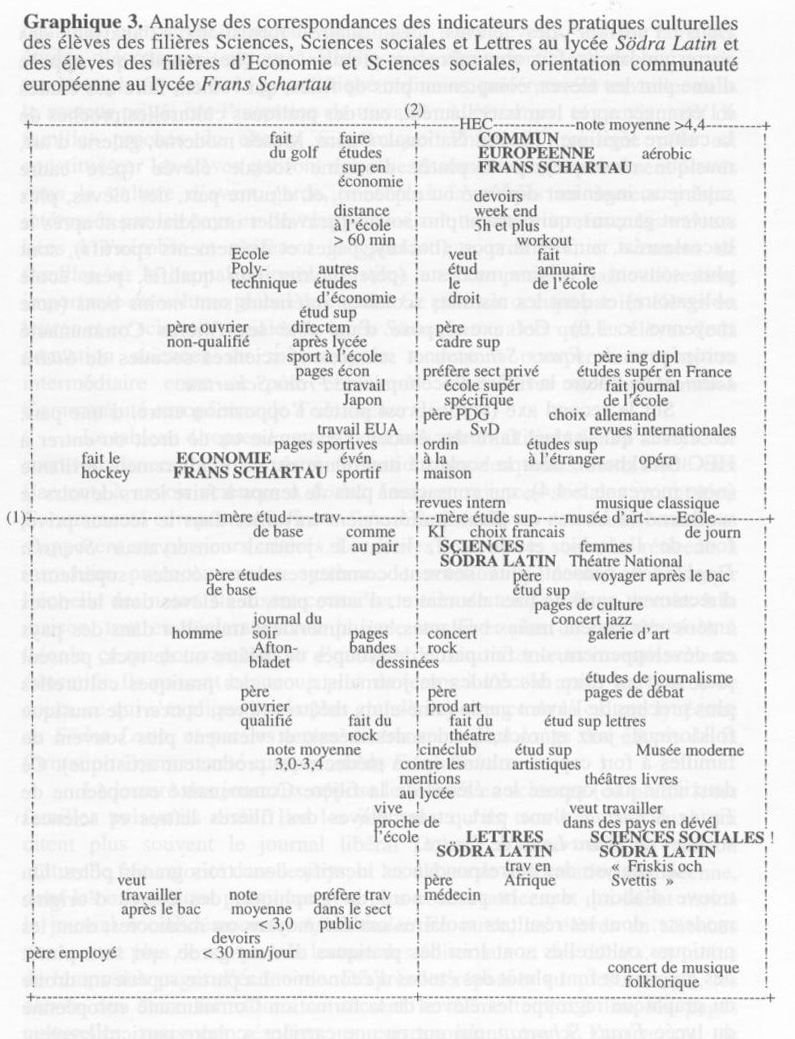 Graphique 3. Analyse des correspondances des indicateurs des pratiques culturelles
des élèves des filières Sciences, Sciences sociales et Lettres au lycée Södra Latin et
des élèves des filières d'Economie et Sciences sociales, orientation communauté
européenne au lycée Frans Schartau
(2)
HEC note moyenne >4,4
fait faire COMMUN
du golf études EUROPEENNE aérobic
sup en FRANS SCHARTAU
économie
devoirs
distance week end
à l'école 5h et plus
> 60 min workout
Ecole veut fait
Poly- autres étud annuaire
technique études le de l'école
d'économie droit
étud sup
père ouvrier directem père
non-qualifié après lycée cadre sup
sport à l'école père ing dipl
pages écon préfère sect privé études supér en France
travail école supér fait journal
Japon spécifique de l'école
père PDG choix allemand
travail EUA SvD revues internationales
pages sportives ordin études sup
fait le ECONOMIE évén à la à l'étranger opéra
hockey FRANS SCHARTAU sportif maison
revues intern musique classique
(1) mère étud trav mère étude sup musée d'art Ecole
de base comme KI choix francais de journ
au pair SCIENCES femmes
SÖDRA LATIN Théatre National
père études père voyager après le bac
de base étud sup
pages de culture
journal du concert jazz
homme soir pages concert galerie d'art
Afton- bandes rock
bladet dessinées
études de journalisme
père père pages de débat
ouvrier prod art
qualifié fait du fait du étud sup lettres
rock théatre
note moyenne cinéclub étud sup Musée moderne
3,0-3,4 contre les artistiques
mentions théatres livres
au lycée
vive veut travailler
proche de dans des pays en dével
l'école LETTRES SCIENCES SOCIALES !
SÖDRA LATIN SÖDRA LATIN
trav en Friskis och
veut père Afrique Svettis »
travailler note préfère trav médecin
après le bac moyenne dans le sect
<3,0 public
devoirs
père employé < 30 min/jour
concert de musique
folklorique